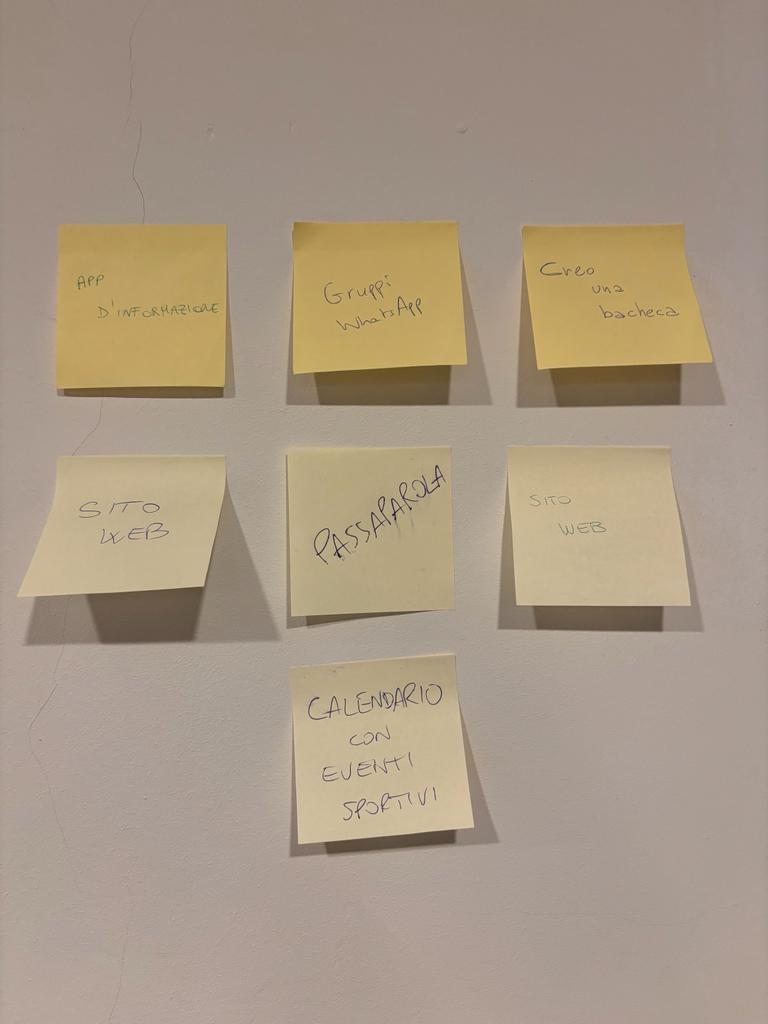 APP
D'INFORMAZIONE
Gruppi
WhatsApp
Creo
una
bacheca
SITO
WEB
PASSAPAROLA
SITO
WEB
CALENDARIO
CON
EVENTI
SPORTIVI